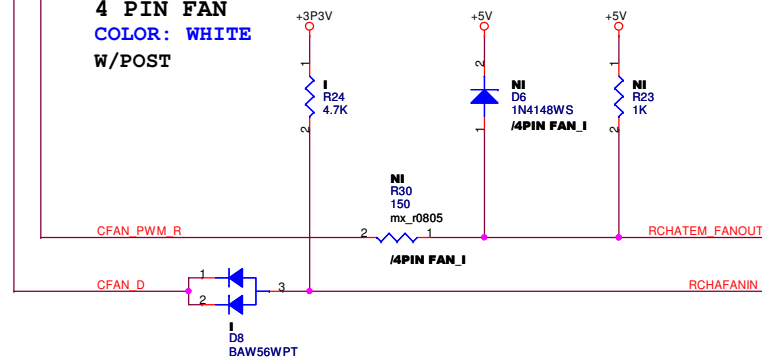 4 PIN FAN
COLOR: WHITE
W/POST
+3P3V
+5V
+5V
1
I
R24
4.7K
2
2
NI
D6
1N4148WS
1
/4PIN FAN_I
1
NI
R23
1K
2
NI
R30
150
mx_r0805
CFAN_PWM_R
2
1
RCHATEM_FANOUT
/4PIN FAN_I
CFAN_D
1
2
3
RCHAFANIN
I
D8
BAW56WPT